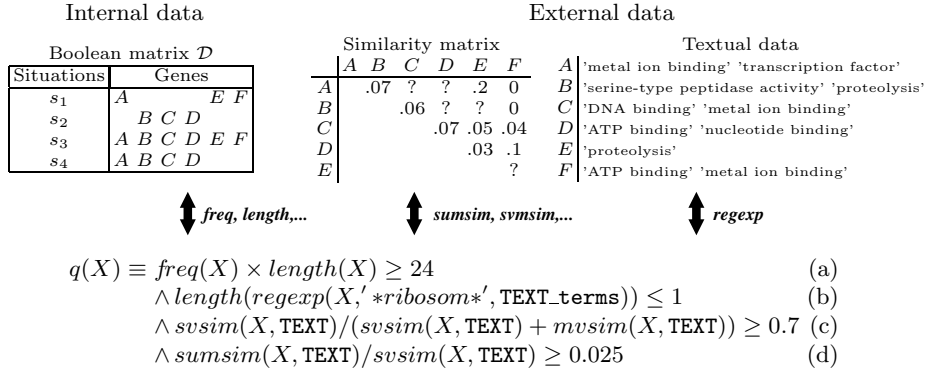 Internal data
External data
Boolean matrix 𝒟
Situations Genes
s1 A E F
s2 B C D
s3 A B C D E F
s4 A B C D
Similarity matrix
A B C D E F
A .07 ? ? .2 0
B .06 ? ? 0
C .07 .05 .04
D .03 .1
E ?
Textual data
A 'metal ion binding' 'transcription factor'
B 'serine-type peptidase activity' 'proteolysis'
C 'DNA binding' 'metal ion binding'
D 'ATP binding' 'nucleotide binding'
E 'proteolysis'
F 'ATP binding' 'metal ion binding'
freq, length,...
sumsim, svmsim,...
regexp
q(X) ≡ freq(X) × length(X) ≥ 24 (a)
∧ length(regexp(X,' *ribosom*', TEXT_terms)) ≤ 1 (b)
∧ svsim(X, TEXT)/(svsim(X, TEXT) + mvsim(X, TEXT)) ≥ 0.7 (c)
∧ sumsim(X, TEXT)/svsim(X, TEXT) ≥ 0.025 (d)